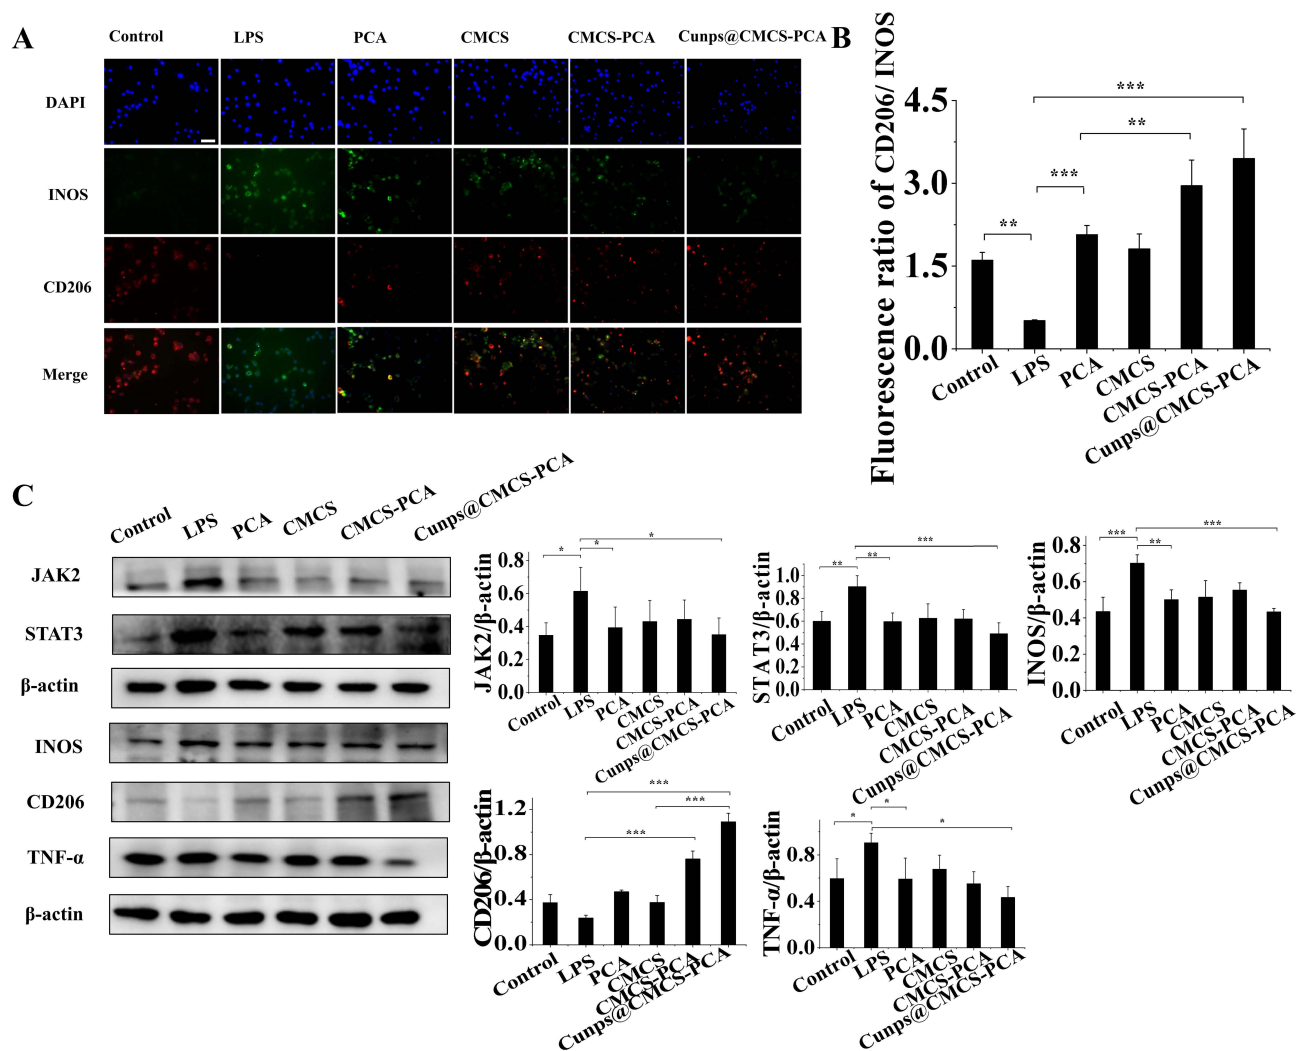 A
Control LPS PCA CMCS CMCS-PCA Cunps@CMCS-PCA
DAPI
INOS
CD206
Merge
B
Fluorescence ratio of CD206/ INOS
4.5
3.0
1.5
0.0
***
**
***
**
Control LPS PCA CMCS CMCS-PCA Cunps@CMCS-PCA
C
Control LPS PCA CMCS CMCS-PCA Cunps@CMCS-PCA
JAK2
STAT3
β-actin
INOS
CD206
TNF-α
β-actin
JAK2/β-actin
0.8
0.6
0.4
0.2
0.0
*
*
*
Control LPS PCA CMCS CMCS-PCA Cunps@CMCS-PCA
STAT3/β-actin
1.0
0.8
0.6
0.4
0.2
0.0
***
**
**
Control LPS PCA CMCS CMCS-PCA Cunps@CMCS-PCA
INOS/β-actin
0.8
0.6
0.4
0.2
0.0
***
***
**
Control LPS PCA CMCS CMCS-PCA Cunps@CMCS-PCA
CD206/β-actin
1.2
0.8
0.4
0.0
***
***
***
Control LPS PCA CMCS CMCS-PCA Cunps@CMCS-PCA
TNF-α/β-actin
0.8
0.4
0.0
*
*
*
Control LPS PCA CMCS CMCS-PCA Cunps@CMCS-PCA